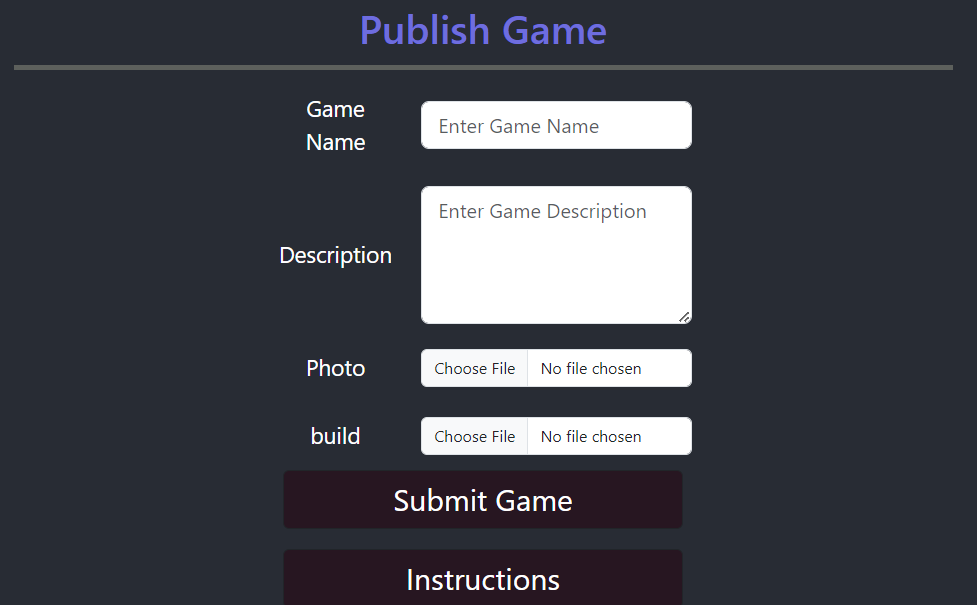 Publish Game
Game
Name
Enter Game Name
Description
Enter Game Description
Photo
Choose File No file chosen
build
Choose File No file chosen
Submit Game
Instructions